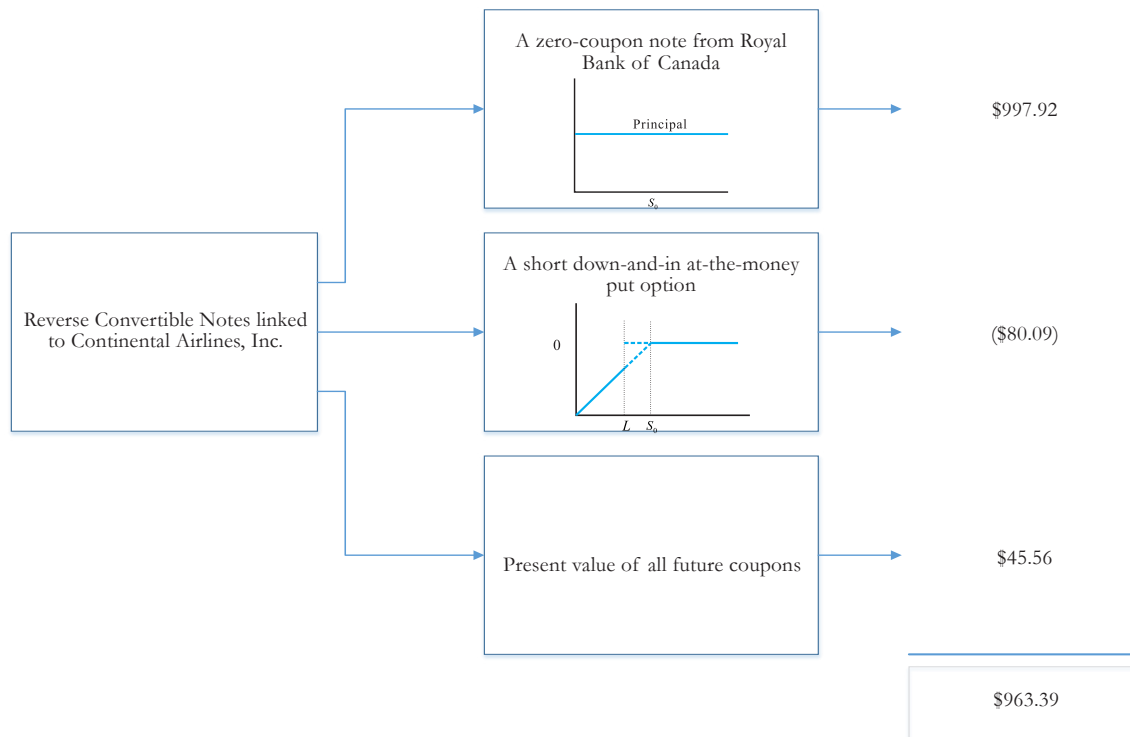 Reverse Convertible Notes linked
to Continental Airlines, Inc.
A zero-coupon note from Royal
Bank of Canada
Principal
S₀
$997.92
A short down-and-in at-the-money
put option
0
L S₀
($80.09)
Present value of all future coupons
$45.56
$963.39